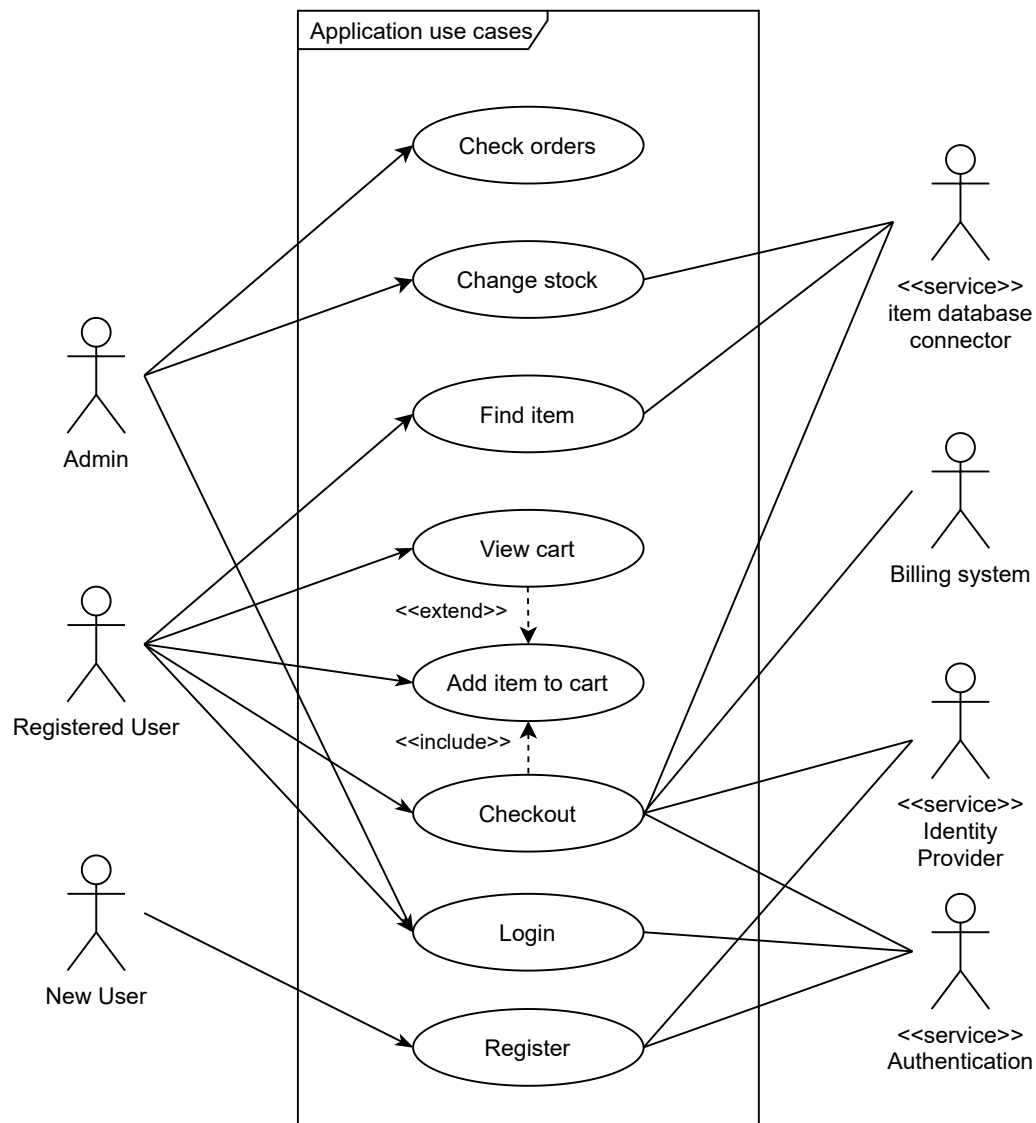 Application use cases
Check orders
Change stock
Find item
View cart
<<extend>>
Add item to cart
<<include>>
Checkout
Login
Register
Admin
Registered User
New User
<<service>>
item database
connector
Billing system
<<service>>
Identity
Provider
<<service>>
Authentication